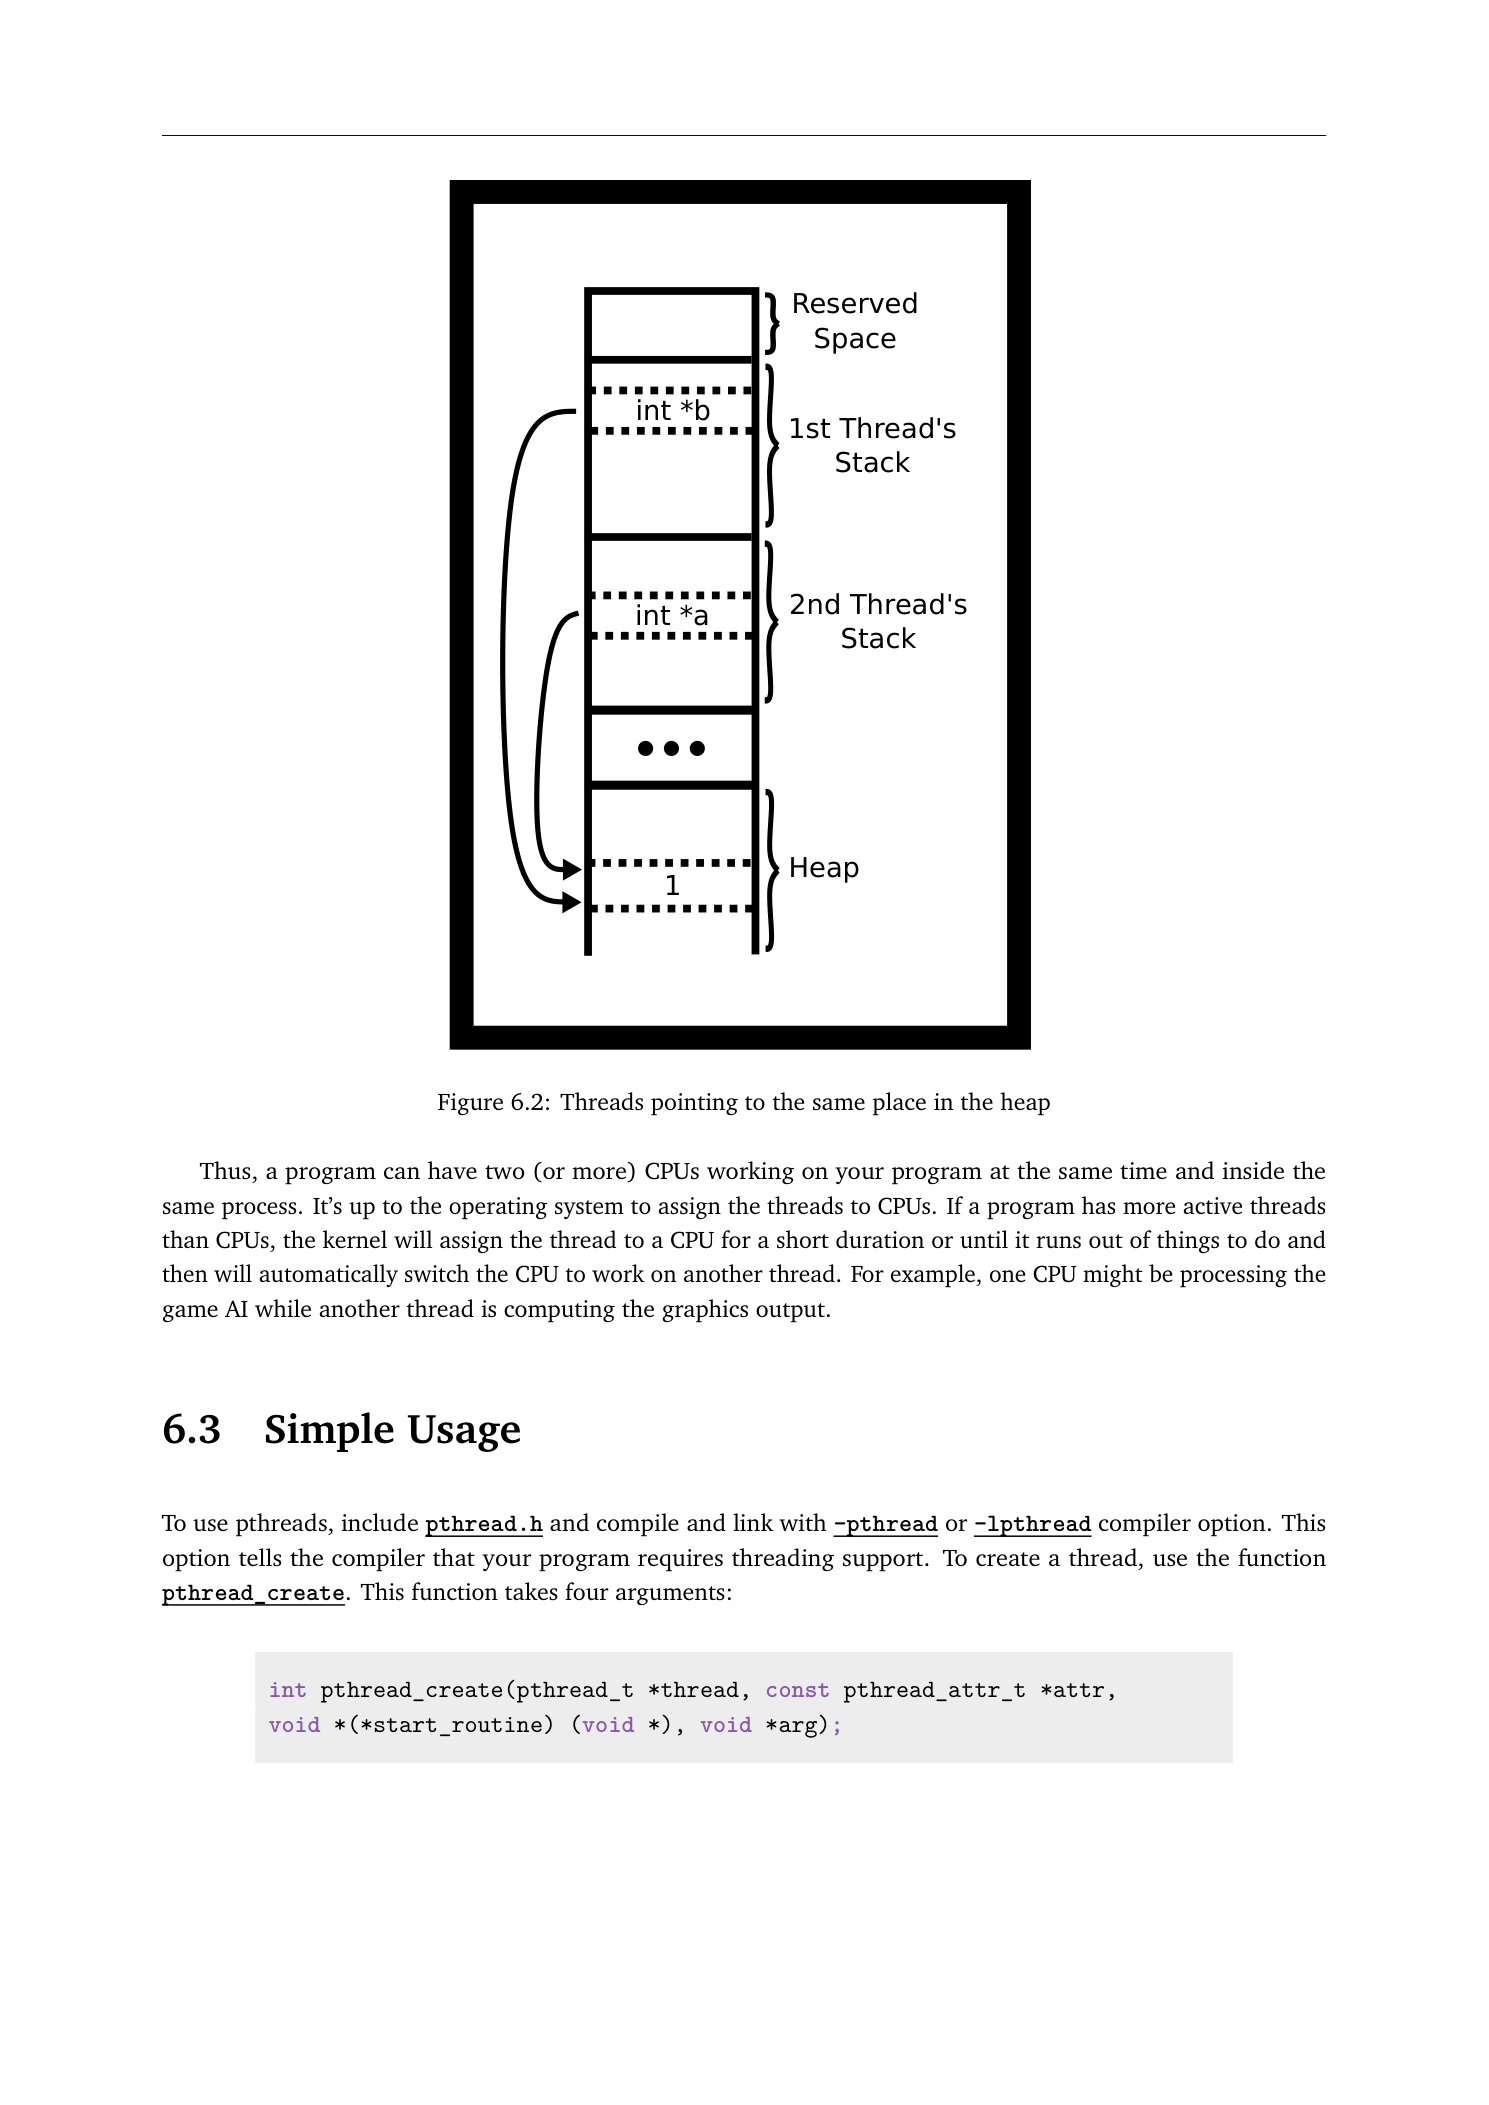 Reserved
Space
int *b
1st Thread's
Stack
int *a
2nd Thread's
Stack
Heap
1
Figure 6.2: Threads pointing to the same place in the heap
Thus, a program can have two (or more) CPUs working on your program at the same time and inside the
same process. It’s up to the operating system to assign the threads to CPUs. If a program has more active threads
than CPUs, the kernel will assign the thread to a CPU for a short duration or until it runs out of things to do and
then will automatically switch the CPU to work on another thread. For example, one CPU might be processing the
game AI while another thread is computing the graphics output.
6.3 Simple Usage
To use pthreads, include pthread.h and compile and link with -pthread or -lpthread compiler option. This
option tells the compiler that your program requires threading support. To create a thread, use the function
pthread_create. This function takes four arguments:
int pthread_create(pthread_t *thread, const pthread_attr_t *attr,
void *(*start_routine) (void *), void *arg);